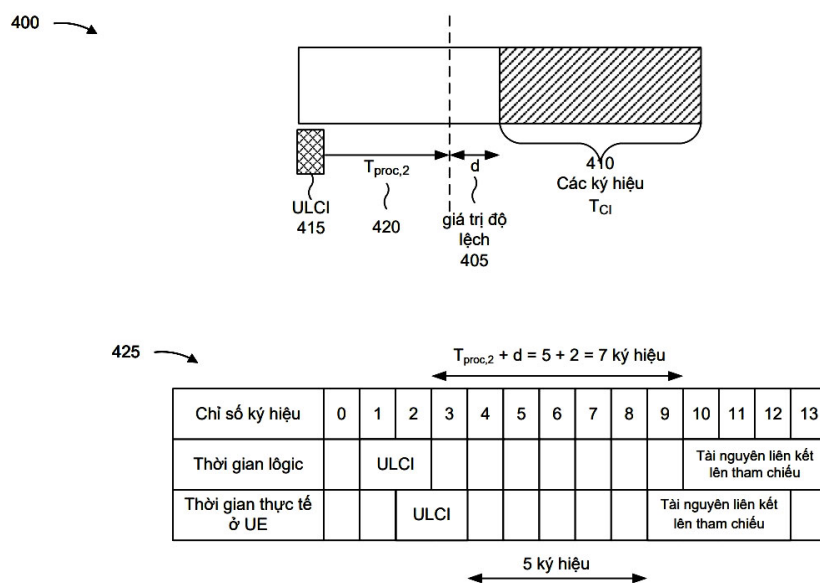 400
T_proc,2
d
ULCI
415
420
giá trị độ
lệch 405
410
Các ký hiệu
T_CI
425
T_proc,2 + d = 5 + 2 = 7 ký hiệu
Chỉ số ký hiệu 0 1 2 3 4 5 6 7 8 9 10 11 12 13
Thời gian lôgic ULCI Tài nguyên liên kết
lên tham chiếu
Thời gian thực tế
ở UE ULCI Tài nguyên liên kết
lên tham chiếu
5 ký hiệu